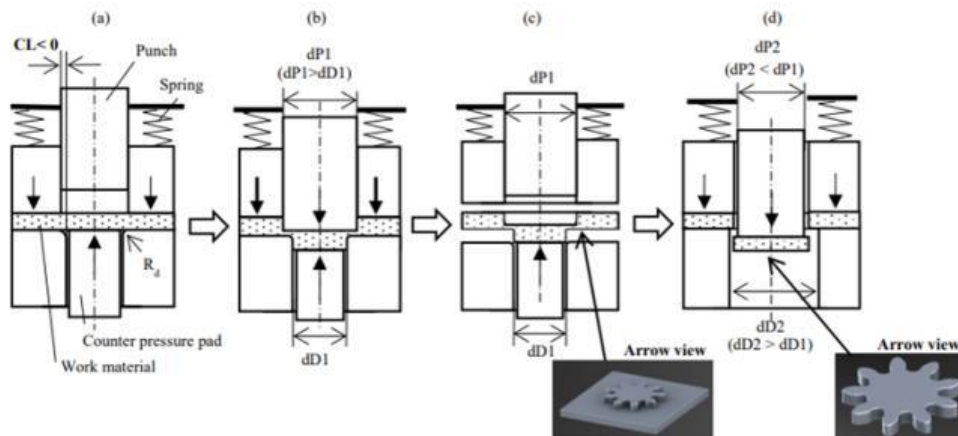 (a)
(b)
(c)
(d)
CL< 0
Punch
Spring
R_d
Counter pressure pad
Work material
dP1
(dP1>dD1)
dD1
dP1
dD1
Arrow view
dP2
(dP2 < dP1)
dD2
(dD2 > dD1)
Arrow view